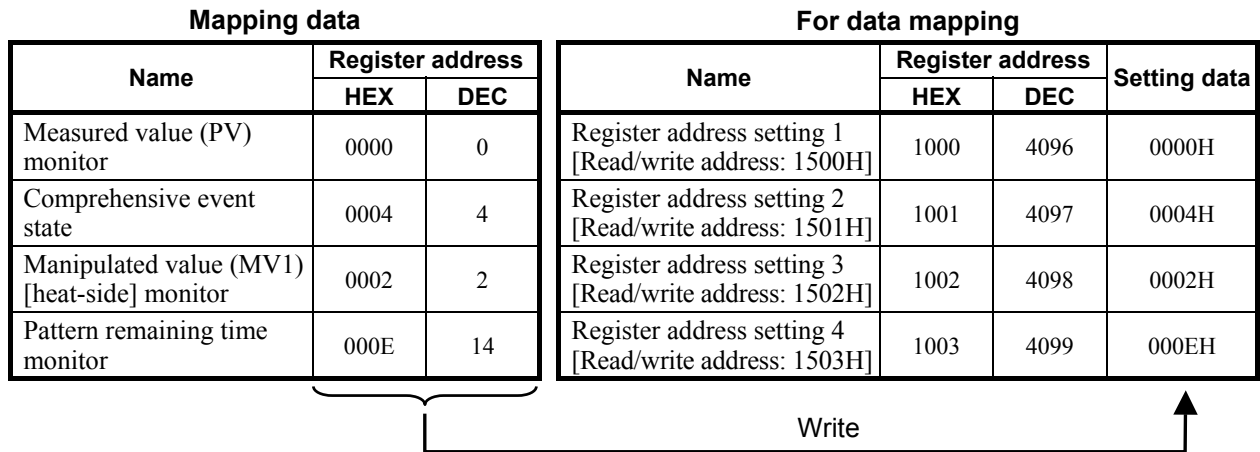 Mapping data
Name
Register address
HEX DEC
Measured value (PV)
monitor
0000 0
Comprehensive event
state
0004 4
Manipulated value (MV1)
[heat-side] monitor
0002 2
Pattern remaining time
monitor
000E 14
For data mapping
Name
Register address
Setting data
HEX DEC
Register address setting 1
[Read/write address: 1500H]
1000 4096 0000H
Register address setting 2
[Read/write address: 1501H]
1001 4097 0004H
Register address setting 3
[Read/write address: 1502H]
1002 4098 0002H
Register address setting 4
[Read/write address: 1503H]
1003 4099 000EH
Write